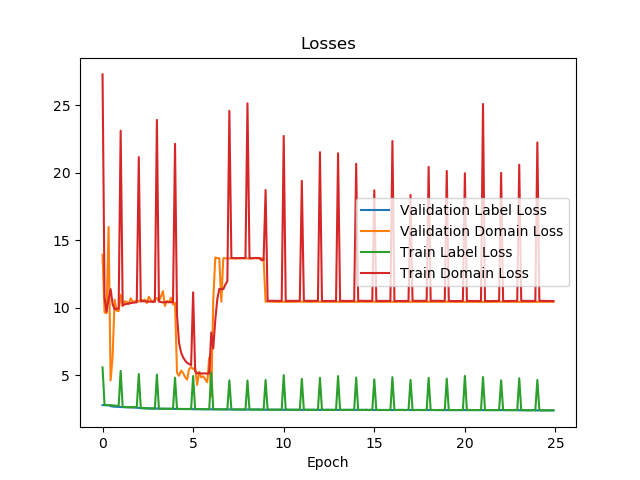 Losses
25
20
15
10
5
Validation Label Loss
Validation Domain Loss
Train Label Loss
Train Domain Loss
0 5 10 15 20 25
Epoch